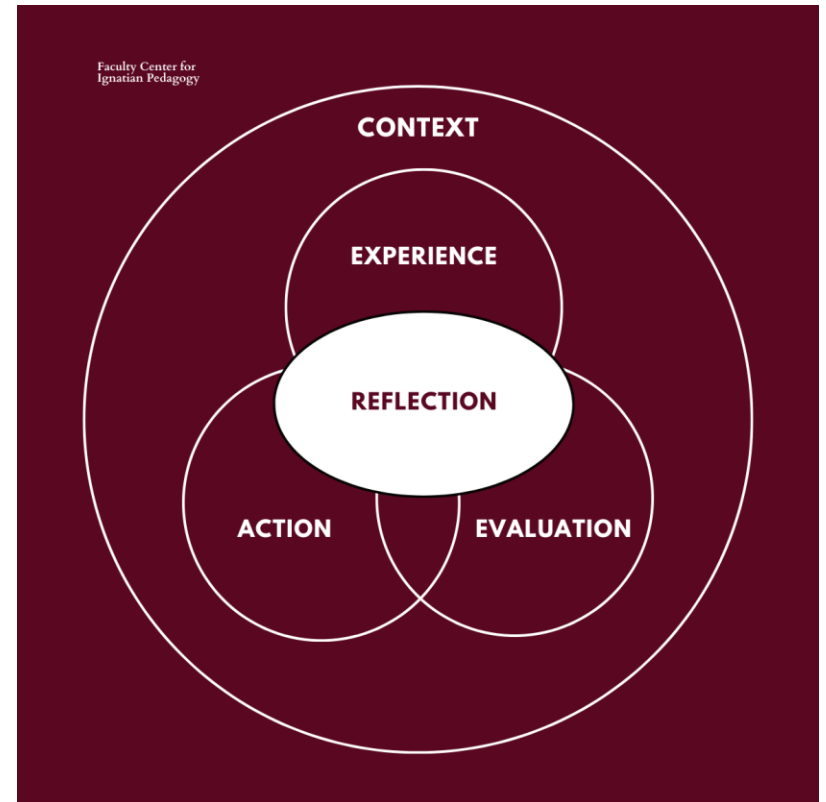 Faculty Center for
Ignatian Pedagogy
CONTEXT
EXPERIENCE
REFLECTION
ACTION
EVALUATION